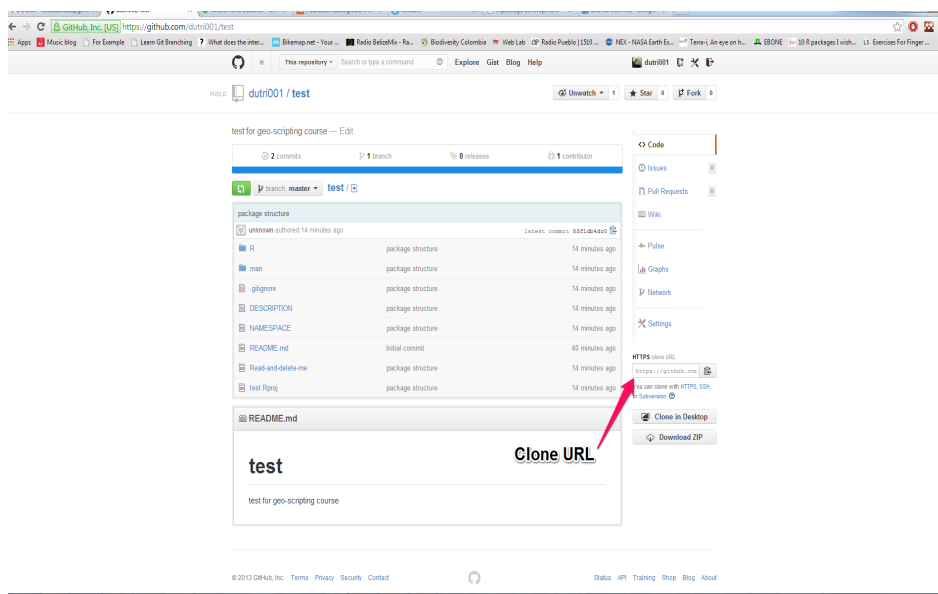 GitHub, Inc. [US] https://github.com/dutri001/test
Apps Music blog For Example Learn Git Branching What does the inter... Bikemap.net - Your ... Radio BelizeMix - Ra... Biodiversity Colombia Web Lab Radio Pueblo |1510 ... NEX - NASA Earth Ex... Terra-i, An eye on h... EBONE 10 R packages I wish... Exercises For Finger ...
This repository Search or type a command Explore Gist Blog Help dutri001
PUBLIC dutri001 / test Unwatch 1 Star 0 Fork 0
test for geo-scripting course — Edit
2 commits 1 branch 0 releases 1 contributor
branch: master test /
package structure
unknown authored 14 minutes ago latest commit
R package structure 14 minutes ago
man package structure 14 minutes ago
.gitignore package structure 14 minutes ago
DESCRIPTION package structure 14 minutes ago
NAMESPACE package structure 14 minutes ago
README.md Initial commit 40 minutes ago
Read-and-delete-me package structure 14 minutes ago
test.Rproj package structure 14 minutes ago
README.md
test
test for geo-scripting course
Code
Issues 0
Pull Requests 0
Wiki
Pulse
Graphs
Network
Settings
HTTPS clone URL
https://github.com
You can clone with HTTPS, SSH,
or Subversion.
Clone in Desktop
Download ZIP
Clone URL
© 2013 GitHub, Inc. Terms Privacy Security Contact Status API Training Shop Blog About